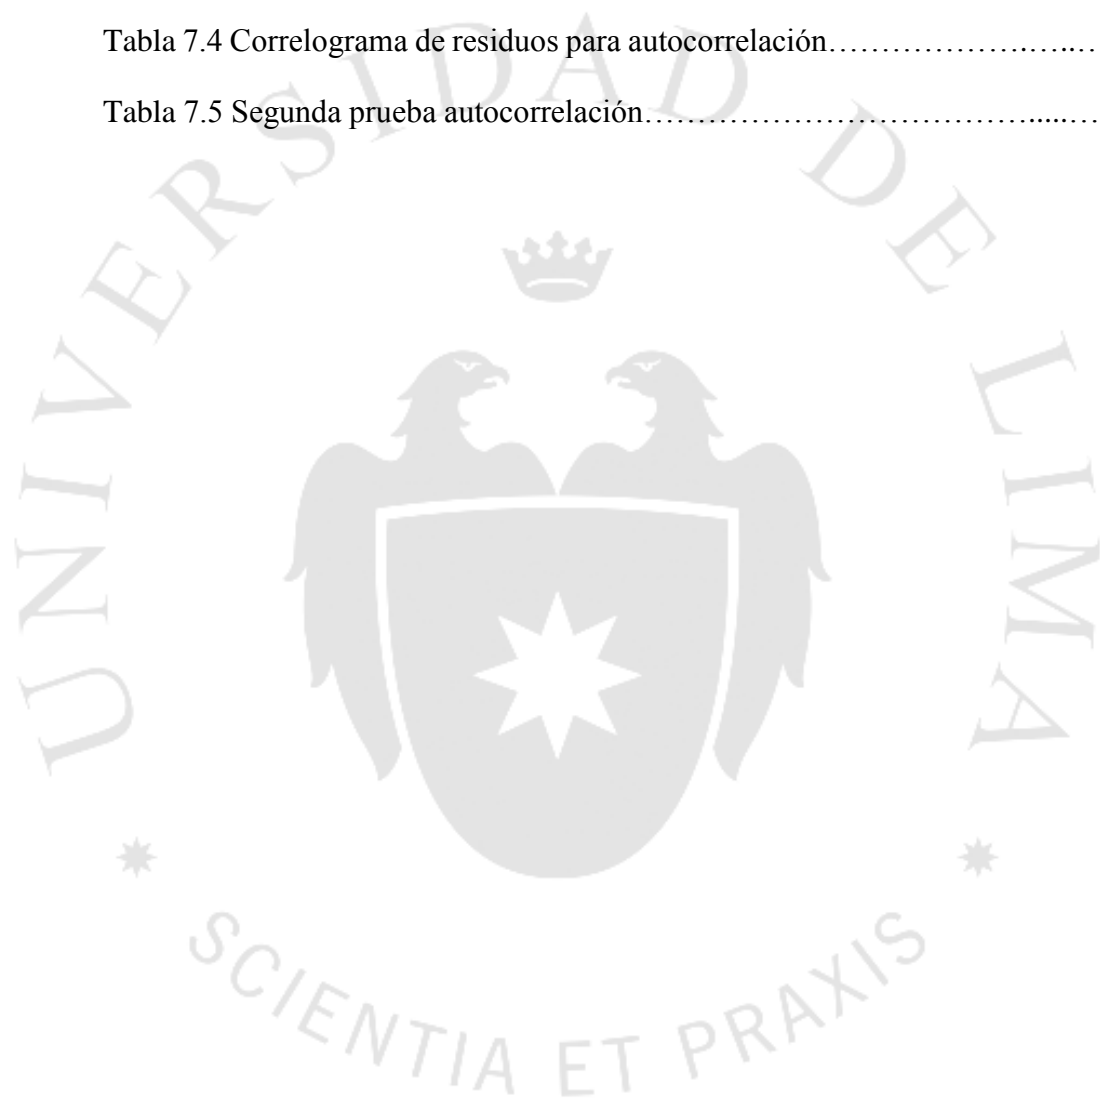 Tabla 7.4 Correlograma de residuos para autocorrelación……………….…..…
Tabla 7.5 Segunda prueba autocorrelación……………………………….....…
UNIVERSIDAD DE LIMA
SCIENTIA ET PRAXIS